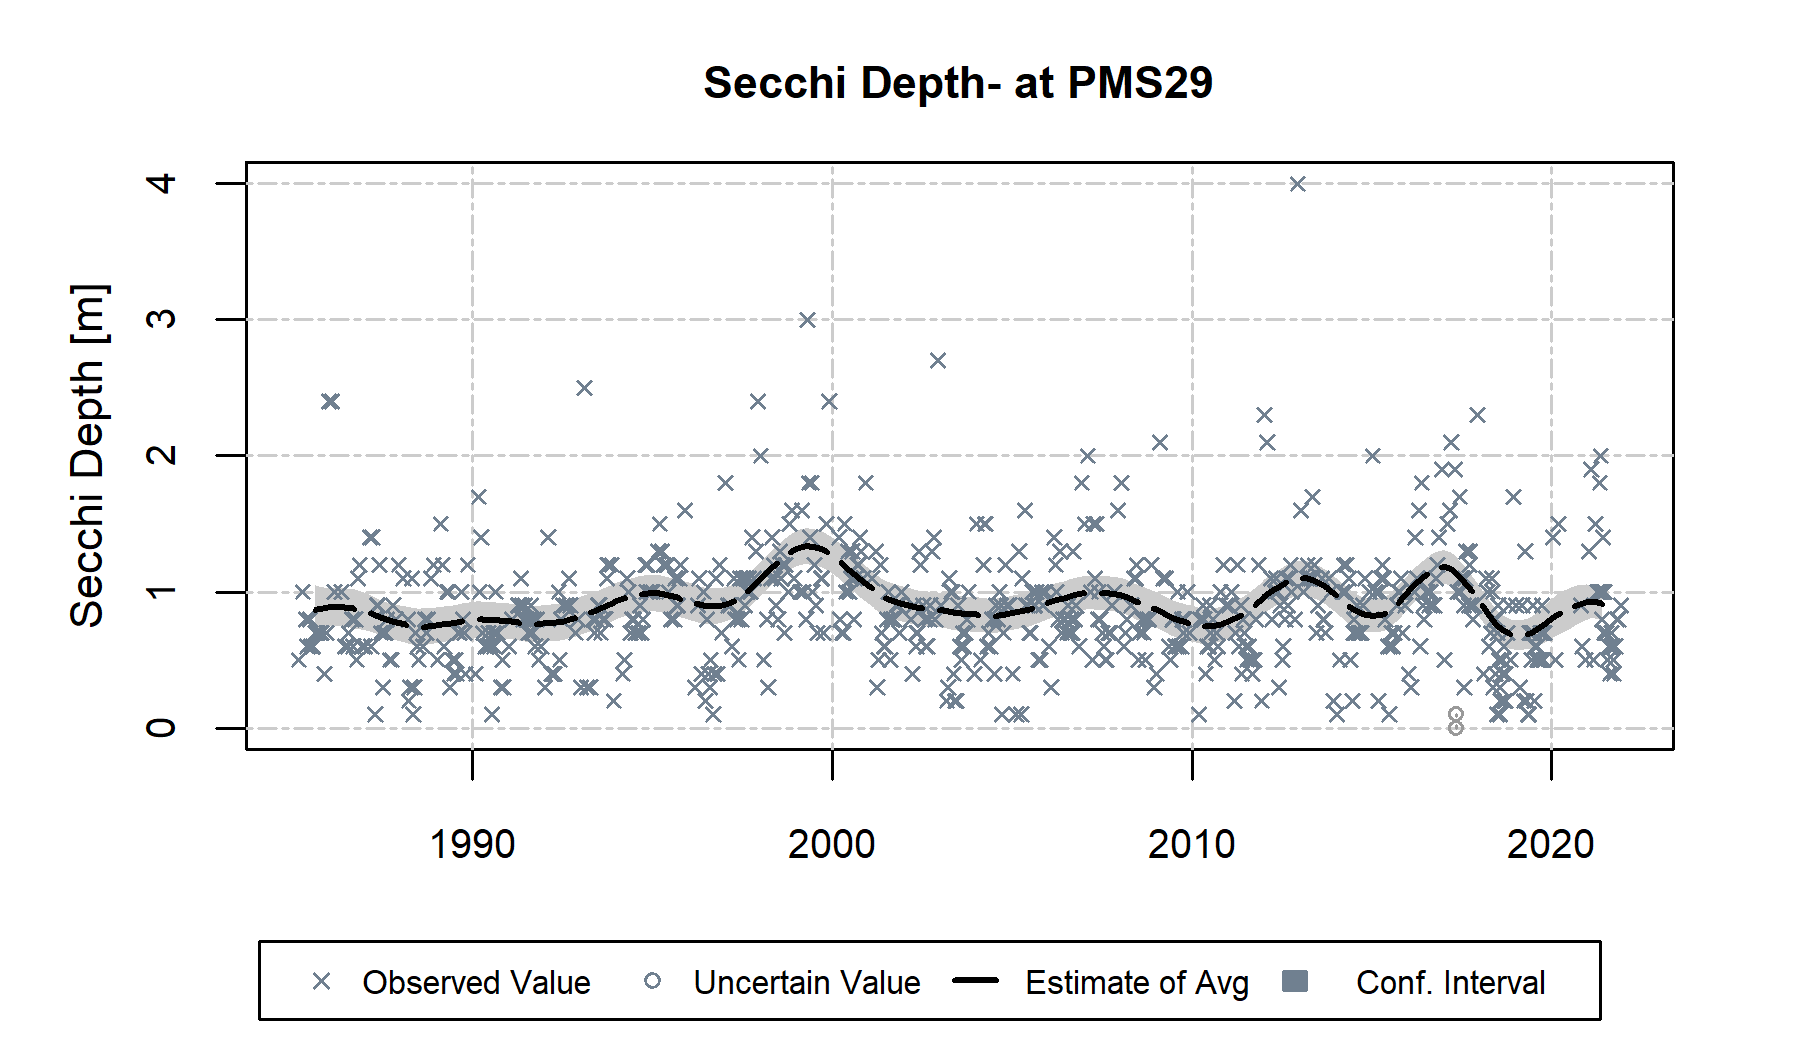 Secchi Depth- at PMS29
Secchi Depth [m]
4
3
2
1
0
1990 2000 2010 2020
Observed Value Uncertain Value Estimate of Avg Conf. Interval